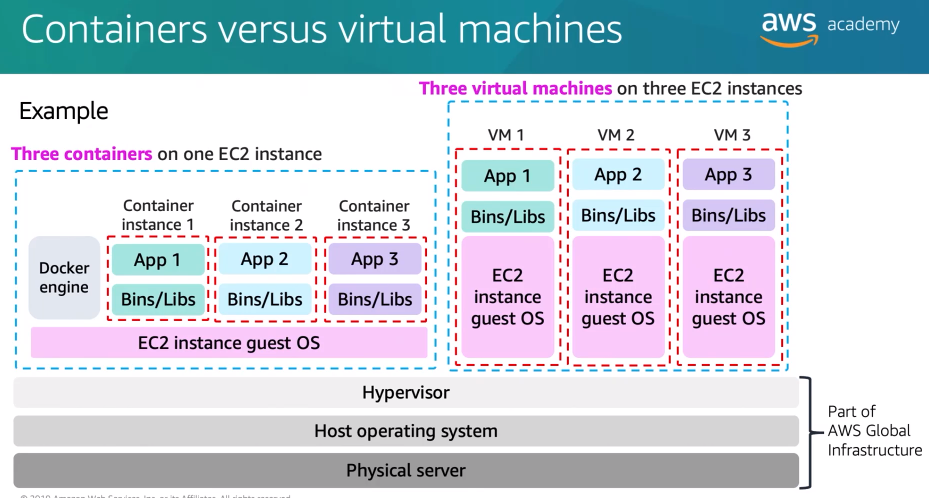 Containers versus virtual machines
aws academy
Three virtual machines on three EC2 instances
Example
Three containers on one EC2 instance
VM 1
VM 2
VM 3
App 1
App 2
App 3
Bins/Libs
Bins/Libs
Bins/Libs
EC2
instance
guest OS
EC2
instance
guest OS
EC2
instance
guest OS
Container
instance 1
Container
instance 2
Container
instance 3
Docker
engine
App 1
App 2
App 3
Bins/Libs
Bins/Libs
Bins/Libs
EC2 instance guest OS
Hypervisor
Host operating system
Physical server
Part of
AWS Global
Infrastructure
Amazon Web Services, Inc. or its Affiliates. All rights reserved.